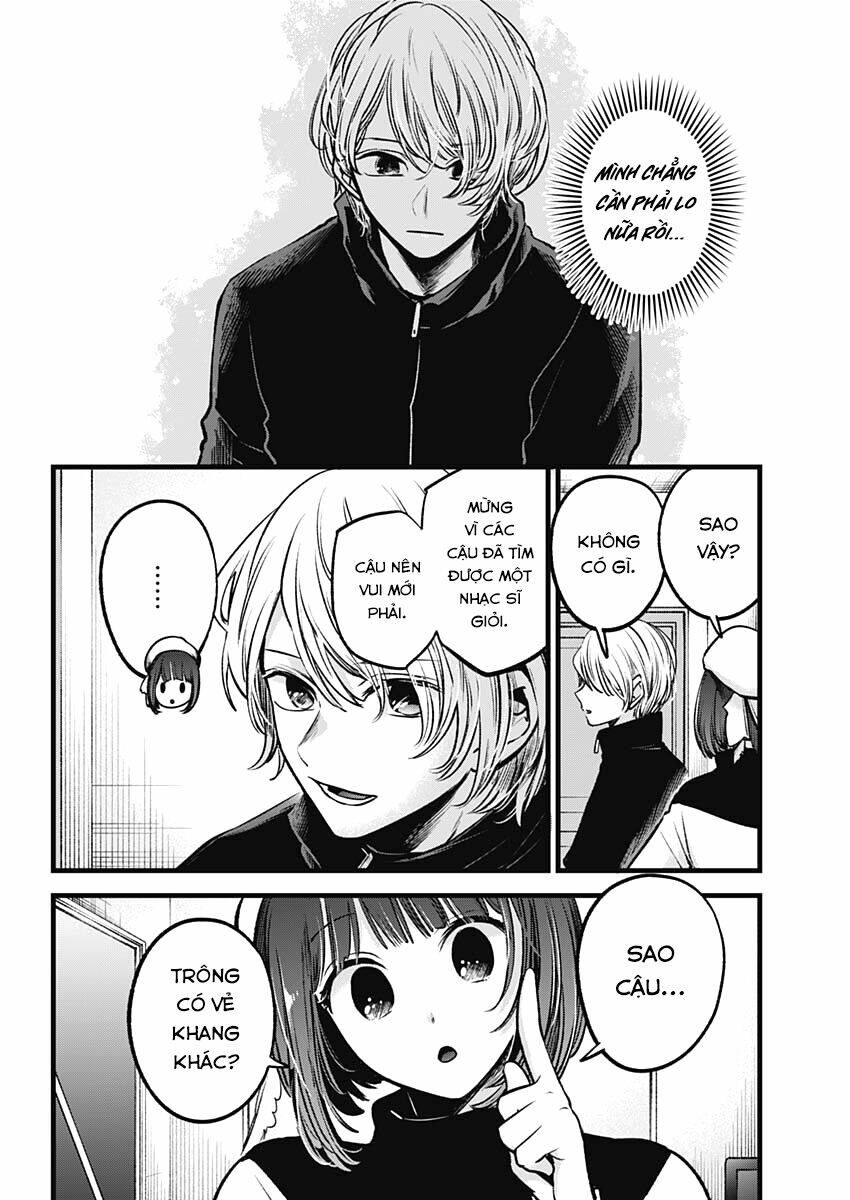 MÌNH CHẲNG
CẦN PHẢI LO
NỮA RỒI...
SAO
VẬY?
KHÔNG
CÓ GÌ.
MỪNG
VÌ CÁC
CẬU ĐÃ TÌM
ĐƯỢC MỘT
NHẠC SĨ
GIỎI.
CẬU NÊN
VUI MỚI
PHẢI.
......
SAO
CẬU...
TRÔNG
CÓ VẺ
KHANG
KHÁC?